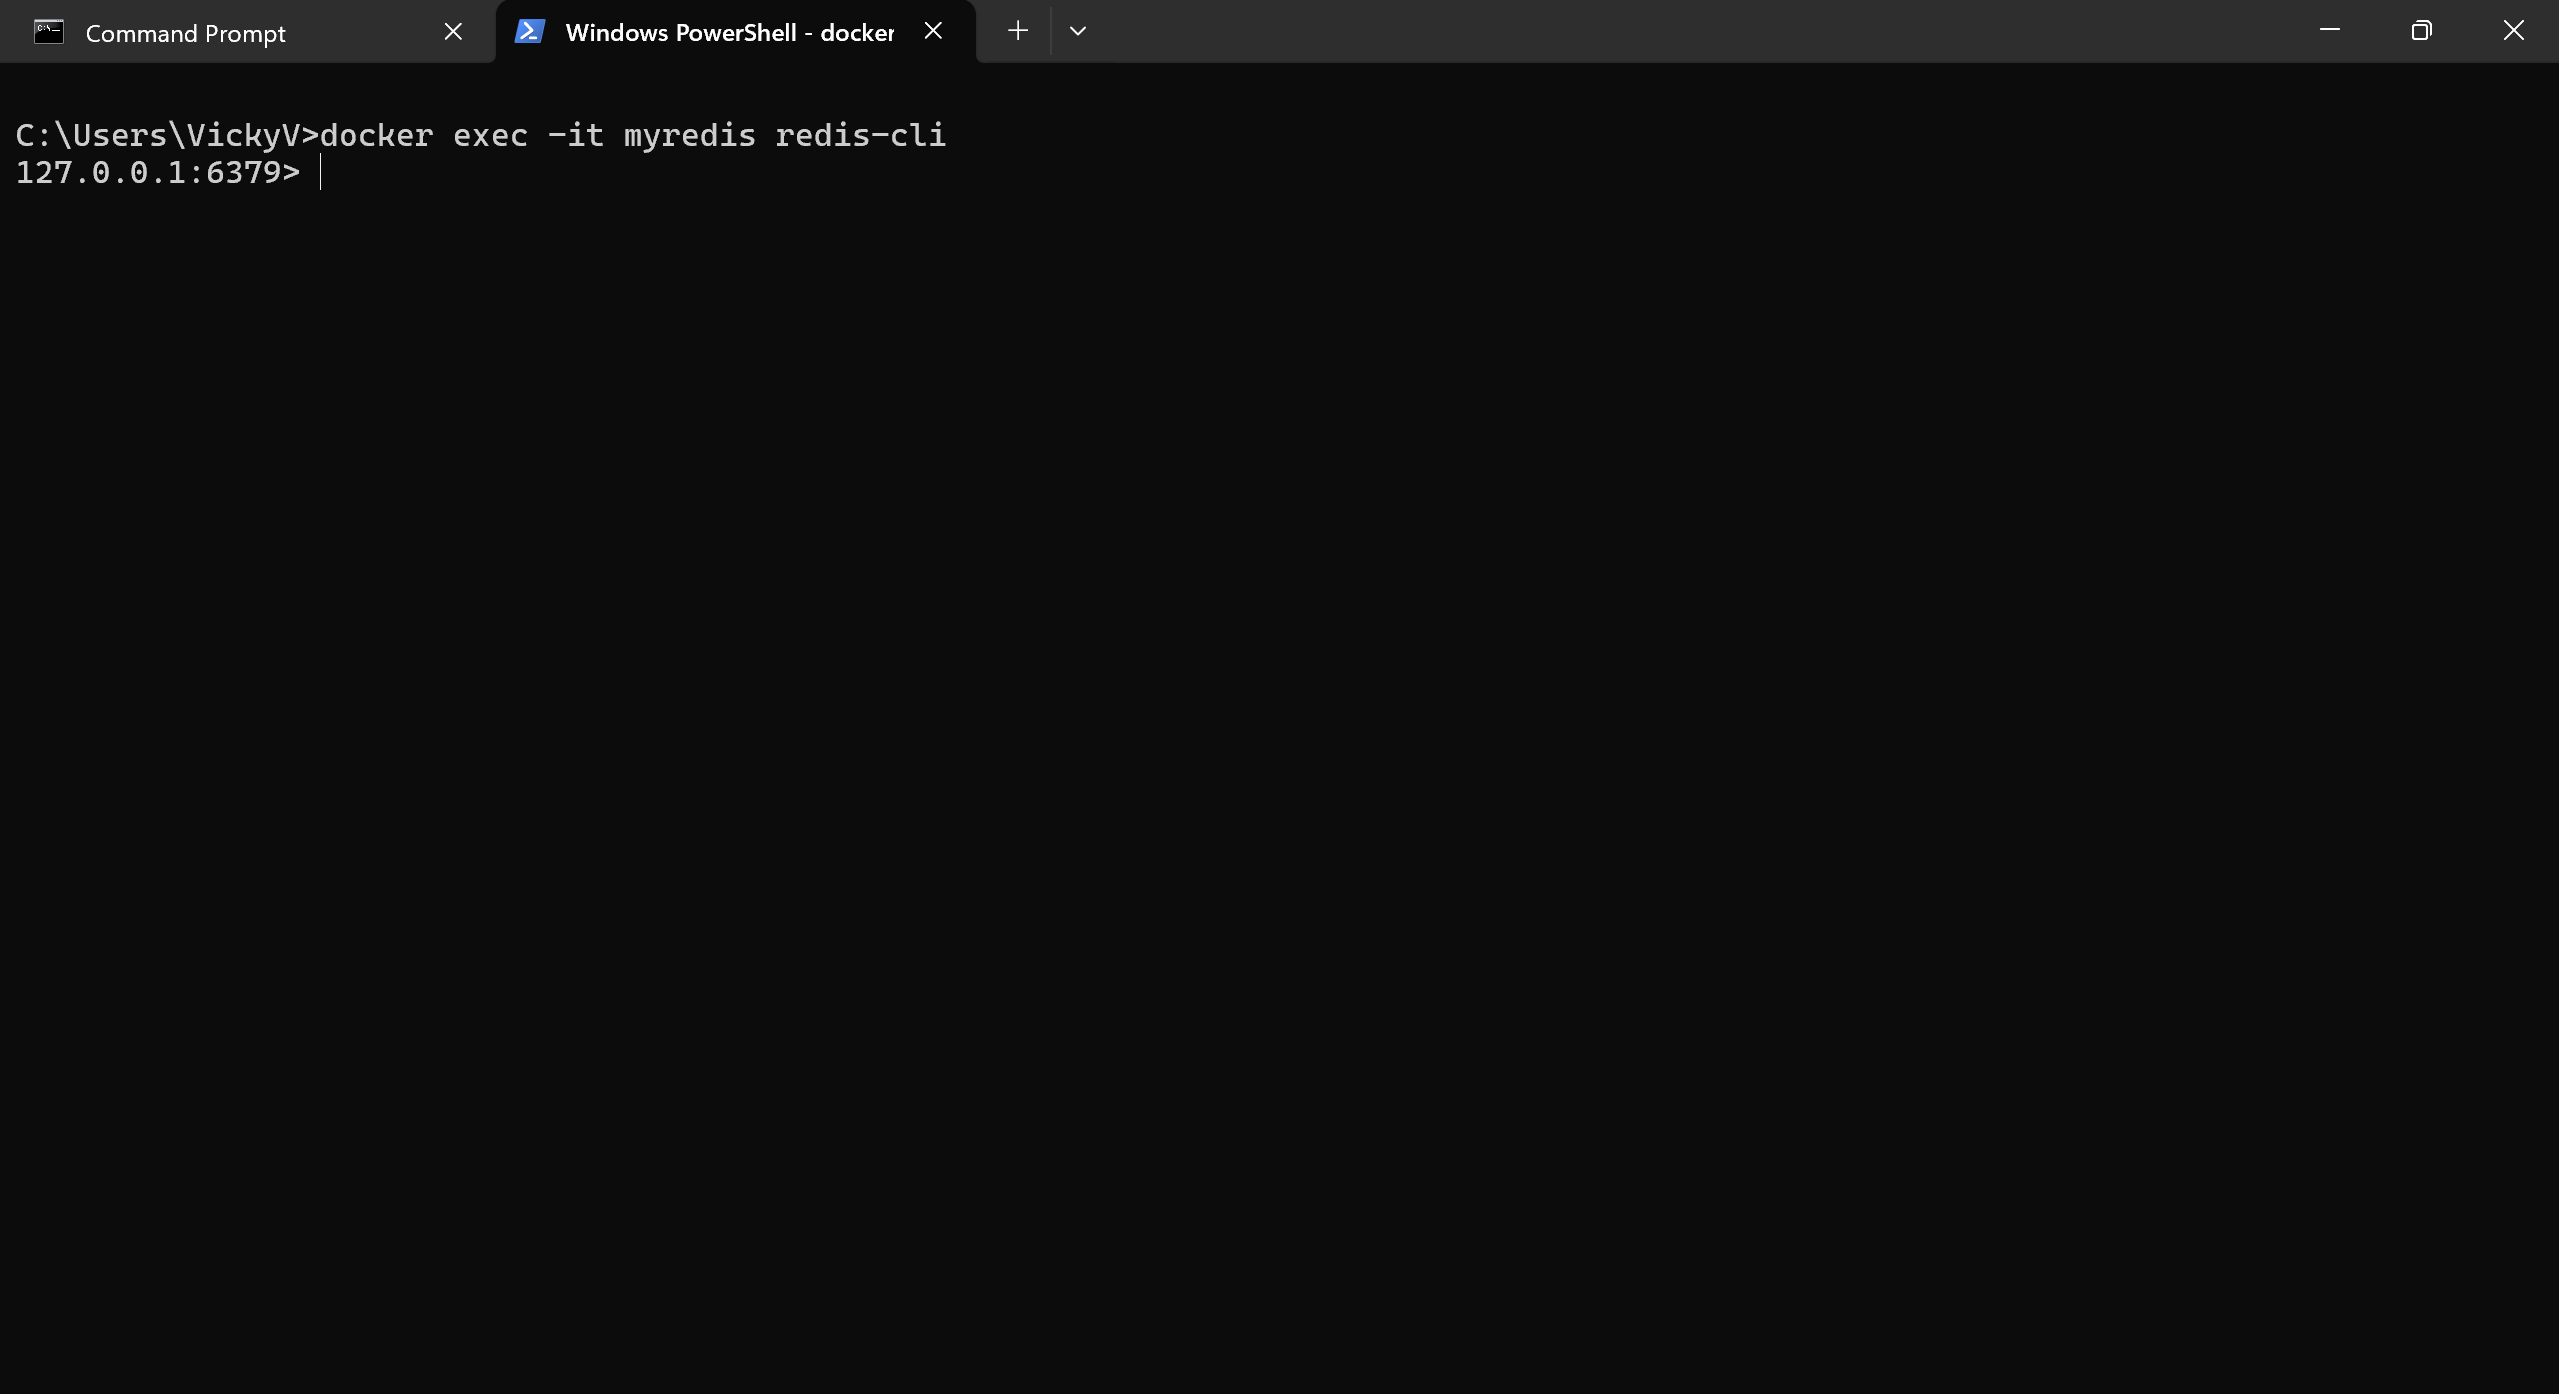 Command Prompt
Windows PowerShell - docker
C:\Users\VickyV>docker exec -it myredis redis-cli
127.0.0.1:6379>